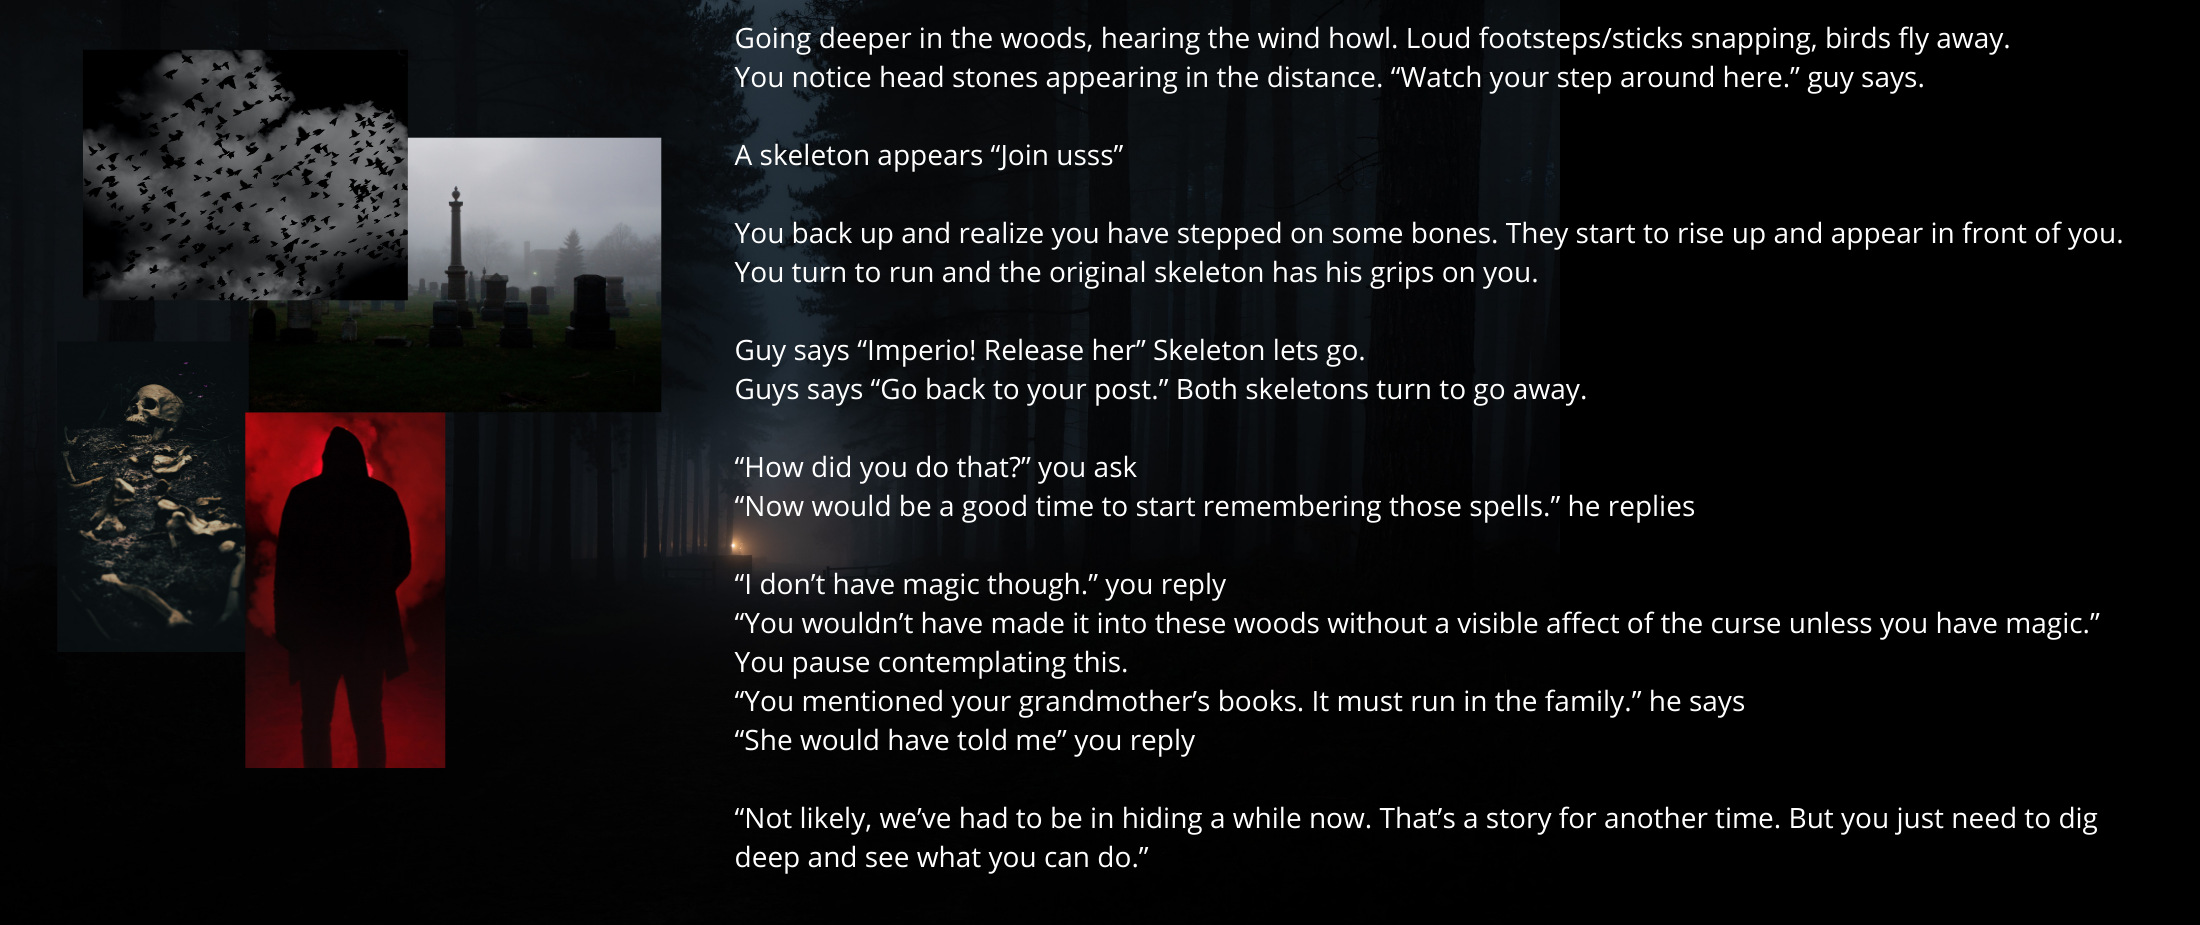 Going deeper in the woods, hearing the wind howl. Loud footsteps/sticks snapping, birds fly away.
You notice head stones appearing in the distance. “Watch your step around here.” guy says.
A skeleton appears “Join usss”
You back up and realize you have stepped on some bones. They start to rise up and appear in front of you.
You turn to run and the original skeleton has his grips on you.
Guy says “Imperio! Release her” Skeleton lets go.
Guys says “Go back to your post.” Both skeletons turn to go away.
“How did you do that?” you ask
“Now would be a good time to start remembering those spells.” he replies
“I don’t have magic though.” you reply
“You wouldn’t have made it into these woods without a visible affect of the curse unless you have magic.”
You pause contemplating this.
“You mentioned your grandmother’s books. It must run in the family.” he says
“She would have told me” you reply
“Not likely, we’ve had to be in hiding a while now. That’s a story for another time. But you just need to dig
deep and see what you can do.”